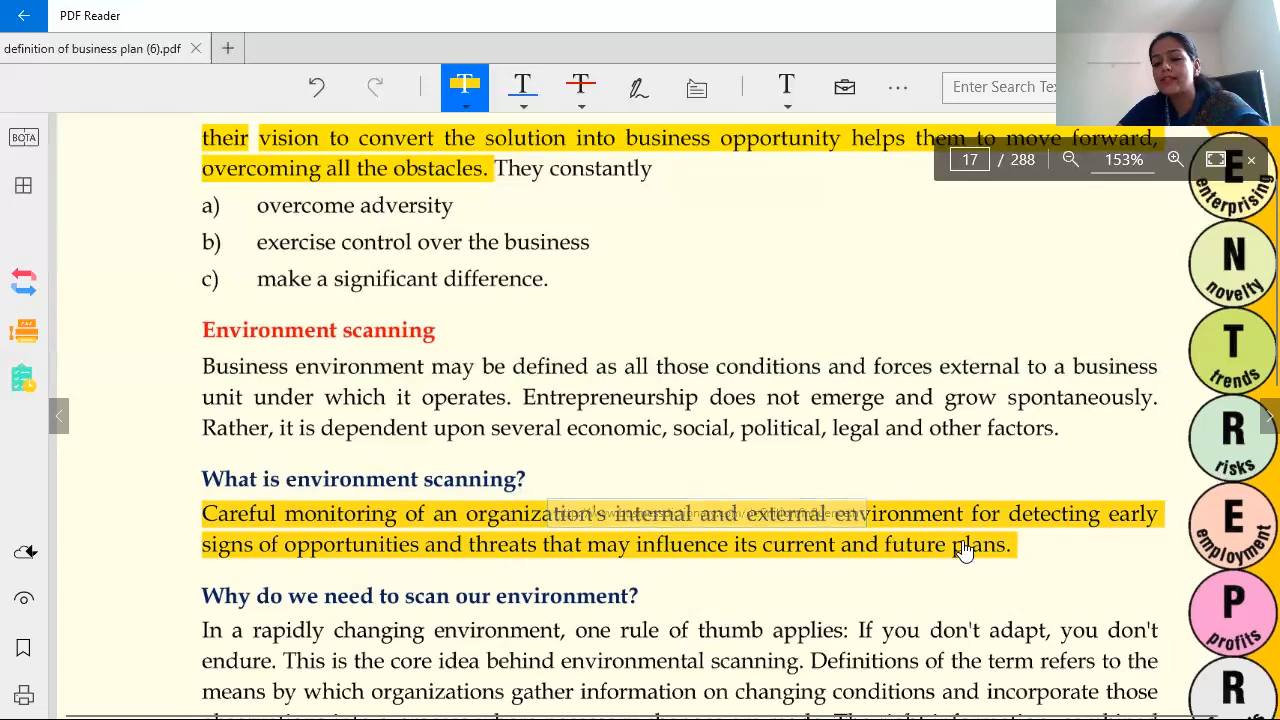 PDF Reader
definition of business plan (6).pdf
Enter Search Te
BOTA
17 / 288
153%
their vision to convert the solution into business opportunity helps them to move forward,
overcoming all the obstacles. They constantly
a) overcome adversity
b) exercise control over the business
c) make a significant difference.
Environment scanning
Business environment may be defined as all those conditions and forces external to a business
unit under which it operates. Entrepreneurship does not emerge and grow spontaneously.
Rather, it is dependent upon several economic, social, political, legal and other factors.
What is environment scanning?
Careful monitoring of an organization's internal and external environment for detecting early
signs of opportunities and threats that may influence its current and future plans.
Why do we need to scan our environment?
In a rapidly changing environment, one rule of thumb applies: If you don't adapt, you don't
endure. This is the core idea behind environmental scanning. Definitions of the term refers to the
means by which organizations gather information on changing conditions and incorporate those
E
enterprising
N
novelty
T
trends
R
risks
E
employment
P
profits
R